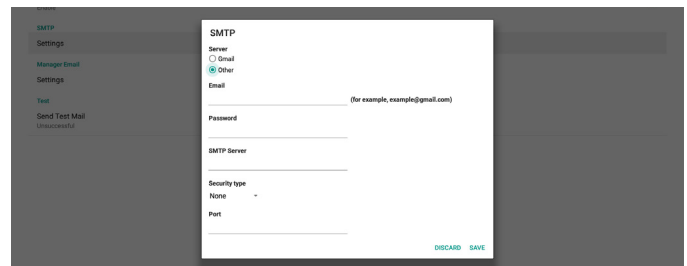 Enable
SMTP
Settings
Manager Email
Settings
Test
Send Test Mail
Unsuccessful
SMTP
Server
Gmail
Other
Email
(for example, example@gmail.com)
Password
SMTP Server
Security type
None
Port
DISCARD SAVE